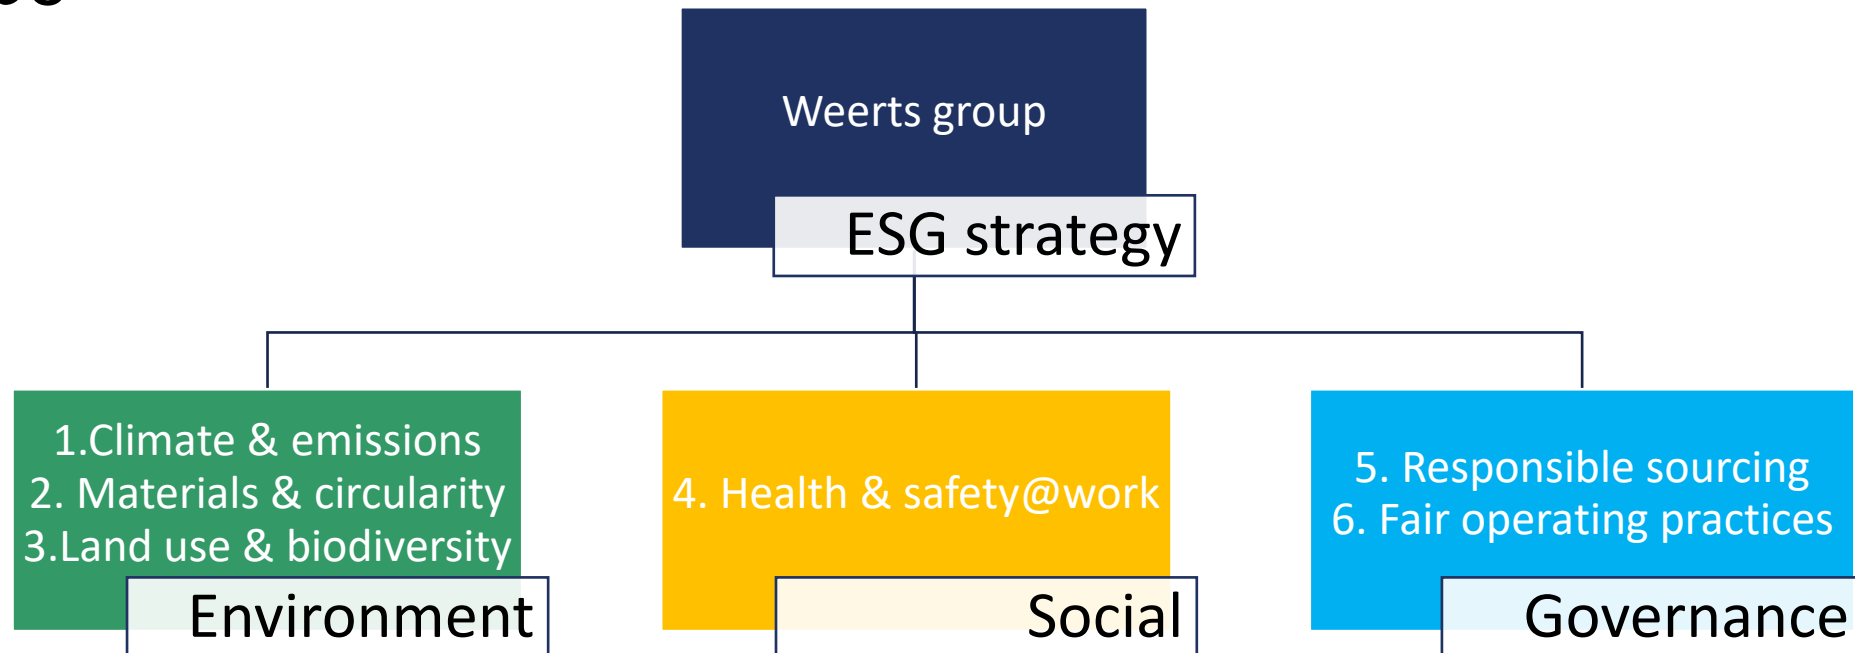 Weerts group
ESG strategy
1.Climate & emissions
2. Materials & circularity
3.Land use & biodiversity
Environment
4. Health & safety@work
Social
5. Responsible sourcing
6. Fair operating practices
Governance